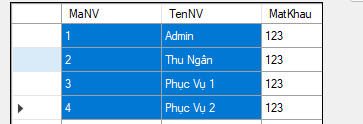 MaNV TenNV MatKhau
1 Admin 123
2 Thu Ngân 123
3 Phục Vụ 1 123
4 Phục Vụ 2 123